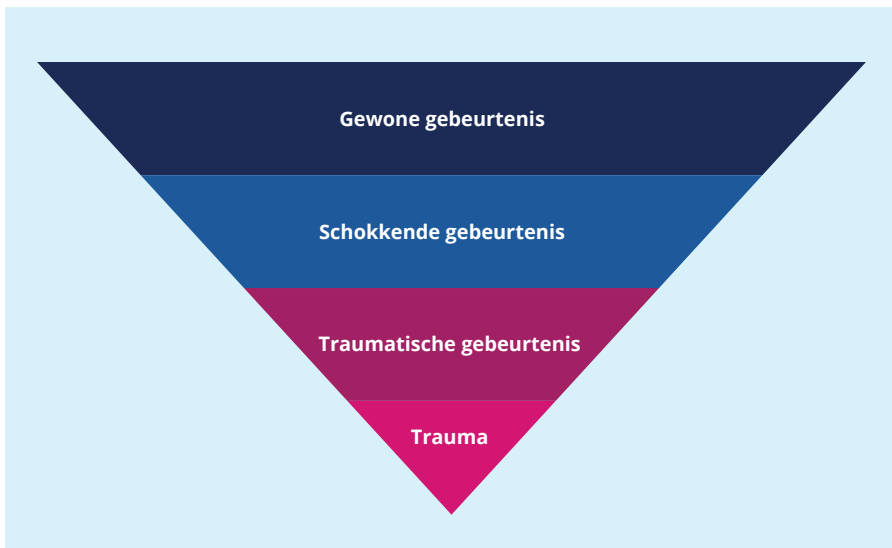 Gewone gebeurtenis
Schokkende gebeurtenis
Traumatische gebeurtenis
Trauma